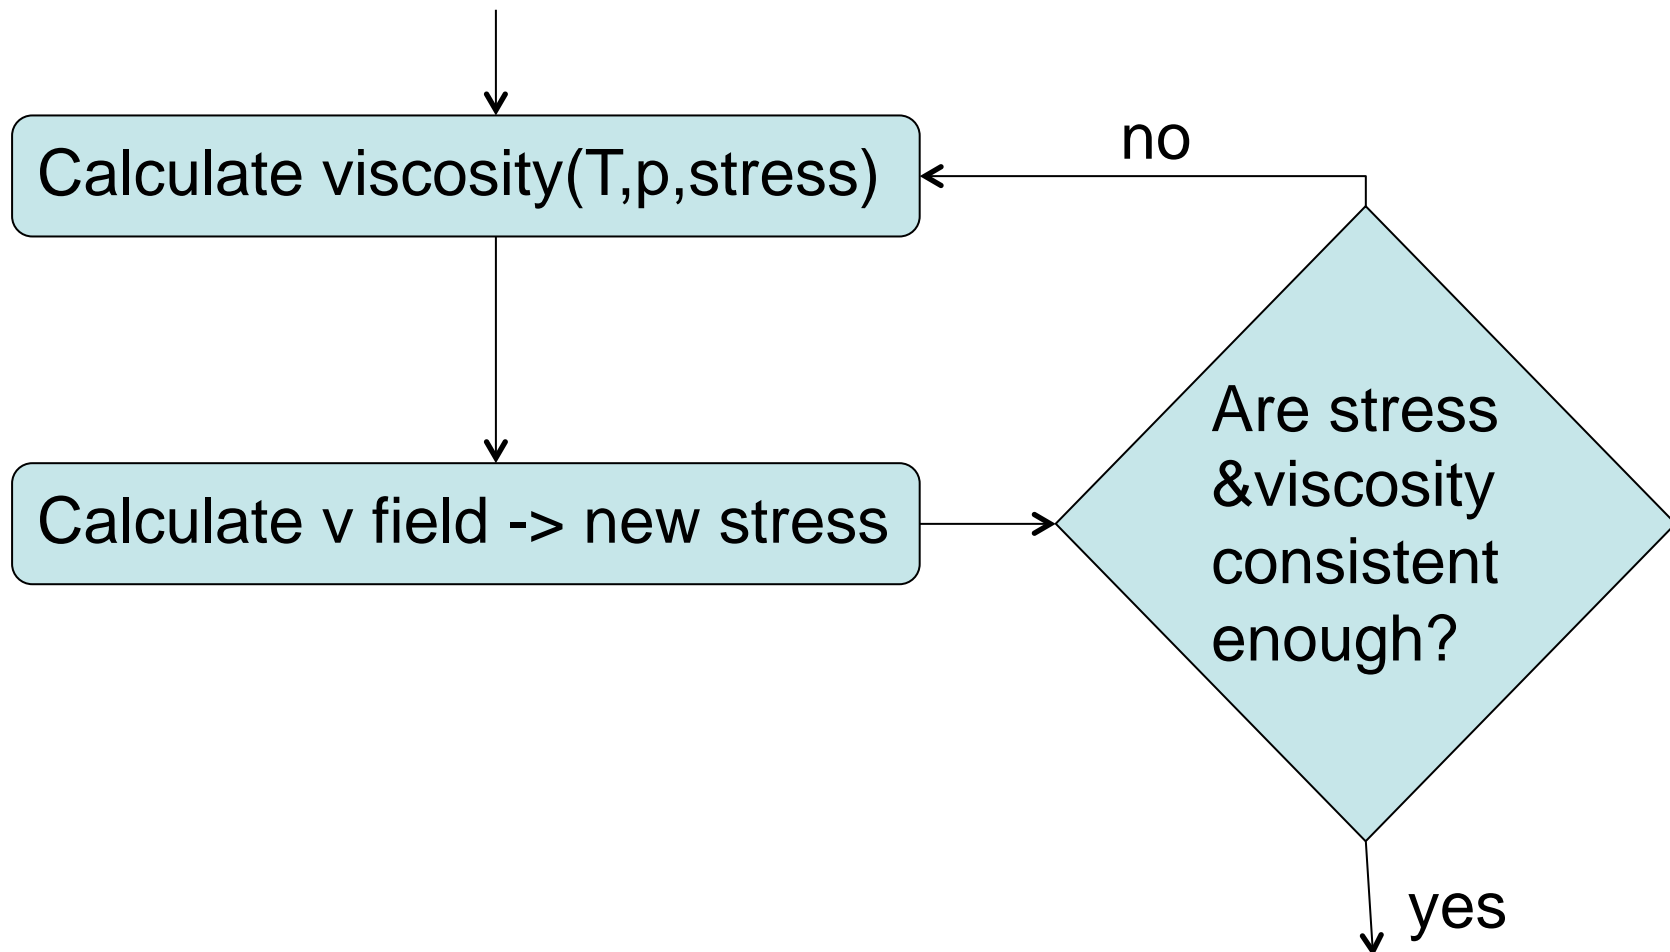 Calculate viscosity(T,p,stress)
no
Calculate v field -> new stress
Are stress
&viscosity
consistent
enough?
yes